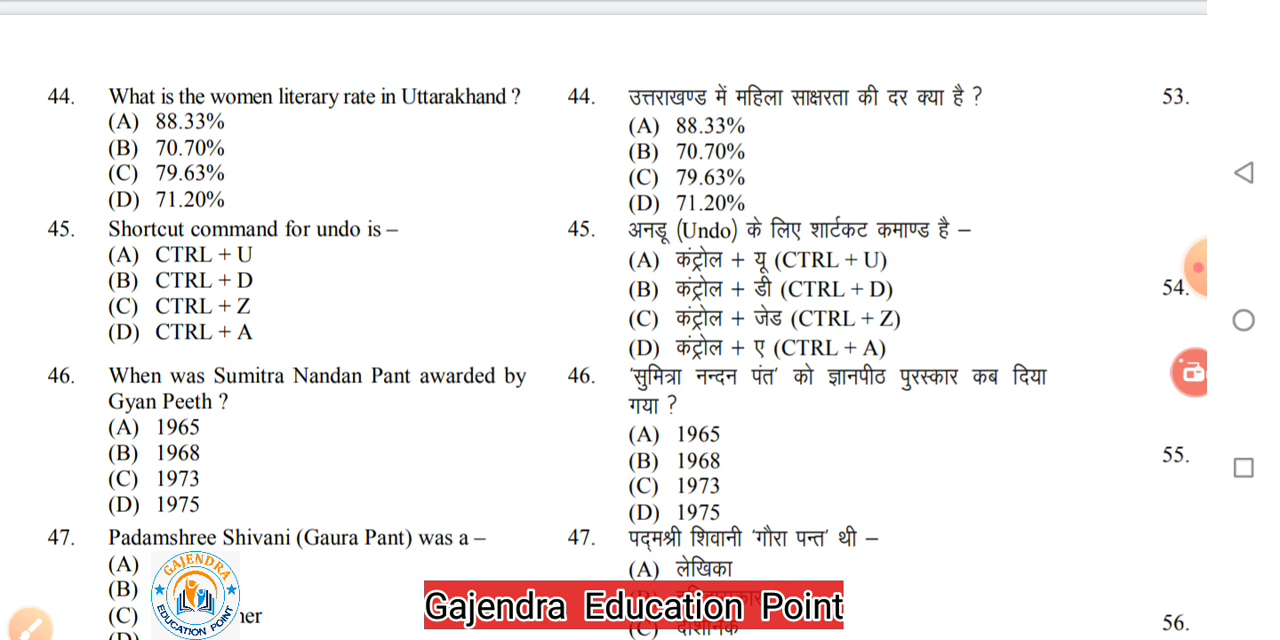 44. What is the women literary rate in Uttarakhand ?
(A) 88.33%
(B) 70.70%
(C) 79.63%
(D) 71.20%
45. Shortcut command for undo is –
(A) CTRL + U
(B) CTRL + D
(C) CTRL + Z
(D) CTRL + A
46. When was Sumitra Nandan Pant awarded by
Gyan Peeth ?
(A) 1965
(B) 1968
(C) 1973
(D) 1975
47. Padamshree Shivani (Gaura Pant) was a –
(A)
(B)
(C)
(D)
GAJENDRA
EDUCATION POINT
44. उत्तराखण्ड में महिला साक्षरता की दर क्या है ?
(A) 88.33%
(B) 70.70%
(C) 79.63%
(D) 71.20%
45. अनडू (Undo) के लिए शार्टकट कमाण्ड है –
(A) कंट्रोल + यू (CTRL + U)
(B) कंट्रोल + डी (CTRL + D)
(C) कंट्रोल + जेड (CTRL + Z)
(D) कंट्रोल + ए (CTRL + A)
46. 'सुमित्रा नन्दन पंत' को ज्ञानपीठ पुरस्कार कब दिया
गया ?
(A) 1965
(B) 1968
(C) 1973
(D) 1975
47. पद्मश्री शिवानी 'गौरा पन्त' थी –
(A) लेखिका
Gajendra Education Point
(C) दार्शनिक
53.
54.
55.
56.